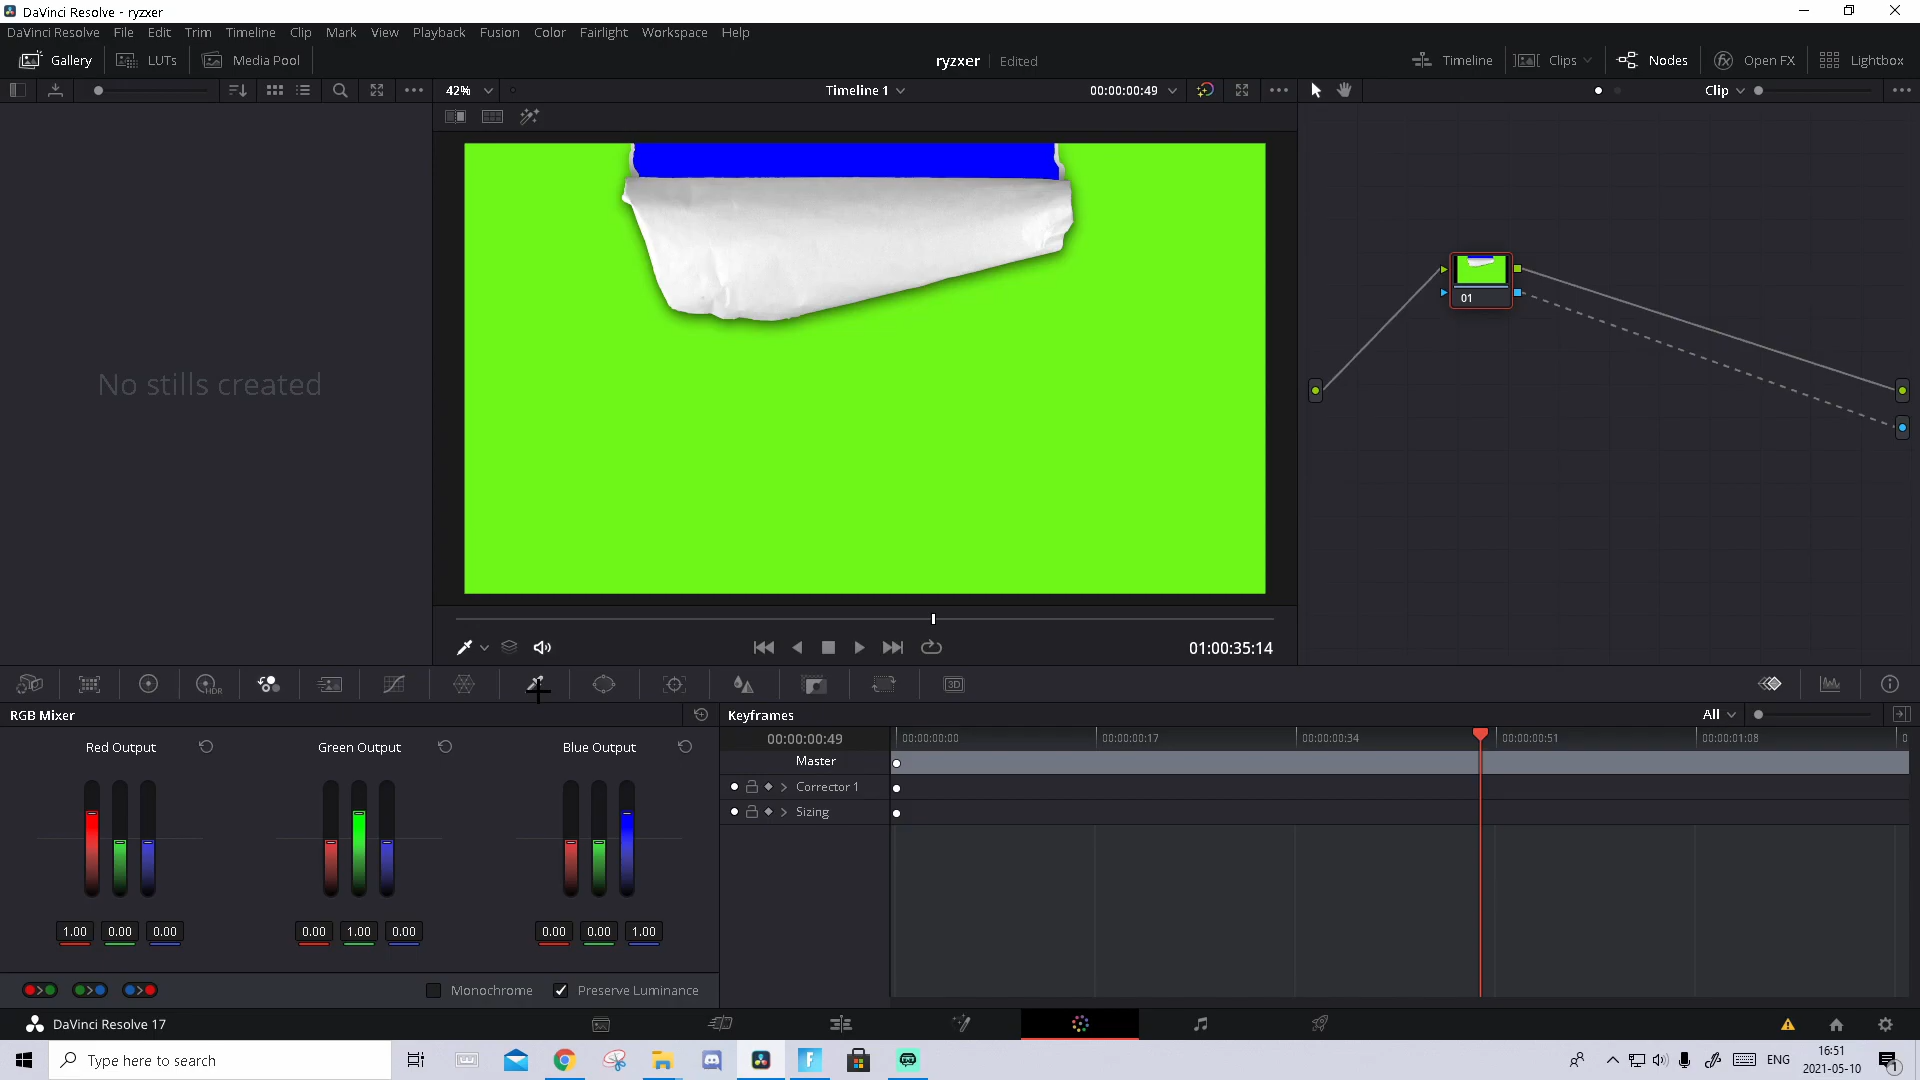 DaVinci Resolve - ryzxer
DaVinci Resolve File Edit Trim Timeline Clip Mark View Playback Fusion Color Fairlight Workspace Help
Gallery LUTs Media Pool ryzxer Edited Timeline Clips Nodes Open FX Lightbox
42% Timeline 1 00:00:00:49 Clip
No stills created
01
01:00:35:14
HDR
3D
RGB Mixer Keyframes All
Red Output Green Output Blue Output 00:00:00:49 00:00:00:00 00:00:00:17 00:00:00:34 00:00:00:51 00:00:01:08 0
Master
Corrector 1
Sizing
1.00 0.00 0.00 0.00 1.00 0.00 0.00 0.00 1.00
Monochrome Preserve Luminance
DaVinci Resolve 17
Type here to search ENG 16:51
2021-05-10
1